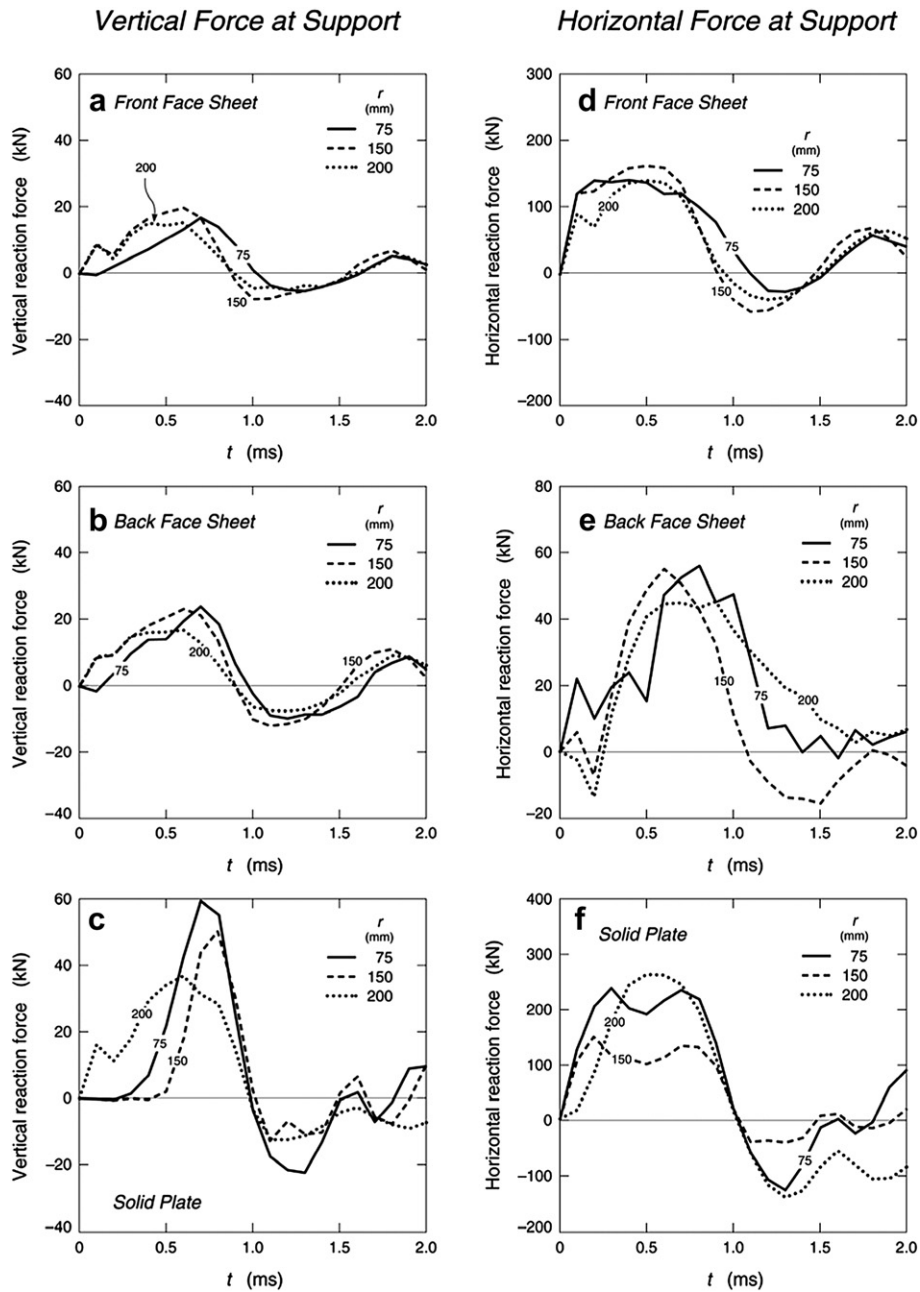 Vertical Force at Support
Horizontal Force at Support
a Front Face Sheet
r
(mm)
75
150
200
200
75
150
60
40
20
0
−20
−40
0 0.5 1.0 1.5 2.0
Vertical reaction force (kN)
t (ms)
d Front Face Sheet
r
(mm)
75
150
200
200
75
150
300
200
100
0
−100
−200
0 0.5 1.0 1.5 2.0
Horizontal reaction force (kN)
t (ms)
b Back Face Sheet
r
(mm)
75
150
200
75
200
150
60
40
20
0
−20
−40
0 0.5 1.0 1.5 2.0
Vertical reaction force (kN)
t (ms)
e Back Face Sheet
r
(mm)
75
150
200
150
75
200
80
60
40
20
0
−20
0 0.5 1.0 1.5 2.0
Horizontal reaction force (kN)
t (ms)
c
r
(mm)
75
150
200
200
75
150
Solid Plate
60
40
20
0
−20
−40
0 0.5 1.0 1.5 2.0
Vertical reaction force (kN)
t (ms)
f
Solid Plate
r
(mm)
75
150
200
200
150
75
400
300
200
100
0
−100
−200
0 0.5 1.0 1.5 2.0
Horizontal reaction force (kN)
t (ms)